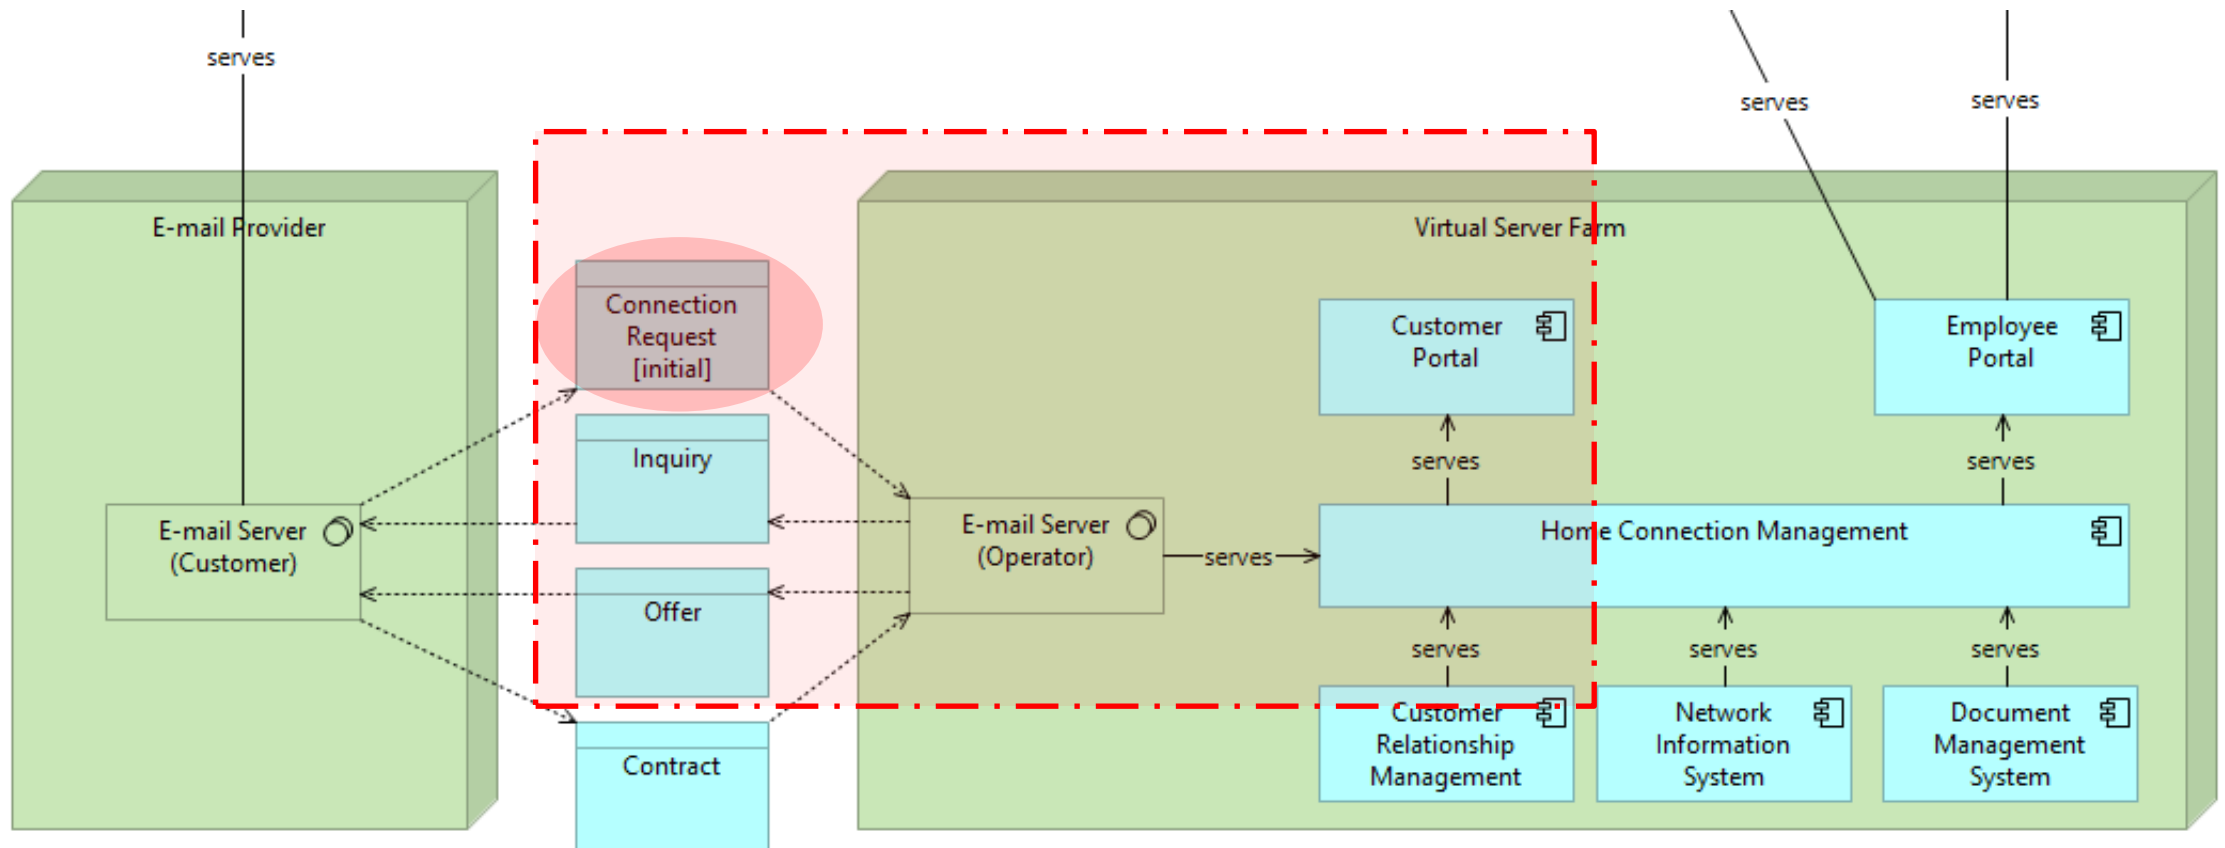 serves
serves
serves
E-mail Provider
Virtual Server Farm
Connection
Request
[initial]
Customer
Portal
Employee
Portal
Inquiry
serves
serves
E-mail Server
(Customer)
E-mail Server
(Operator)
serves
Home Connection Management
Offer
serves
serves
serves
Contract
Customer
Relationship
Management
Network
Information
System
Document
Management
System